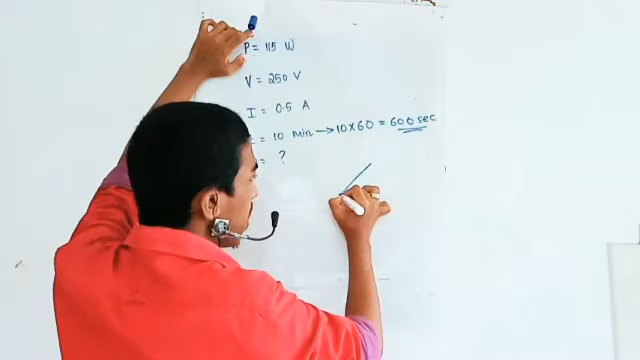 P = 115 W
V = 250 V
I = 0.5 A
= 10 min → 10×60 = 600 sec
= ?